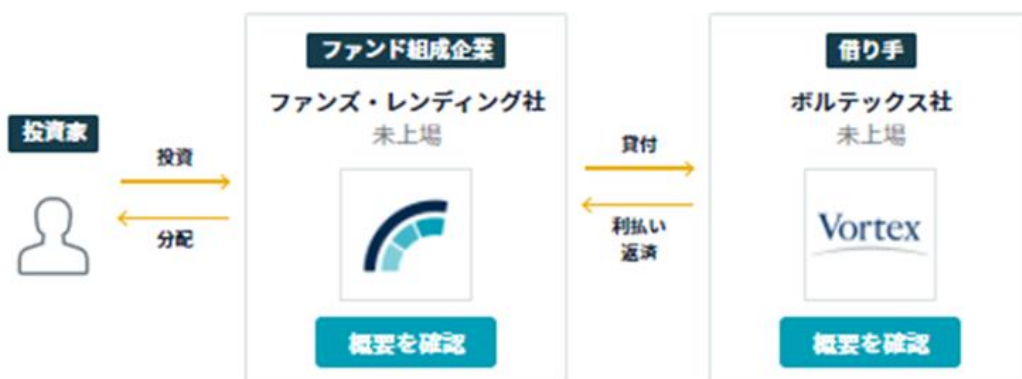 投資家
投資
分配
ファンド組成企業
ファンズ・レンディング社
未上場
概要を確認
貸付
利払い
返済
借り手
ボルテックス社
未上場
Vortex
概要を確認